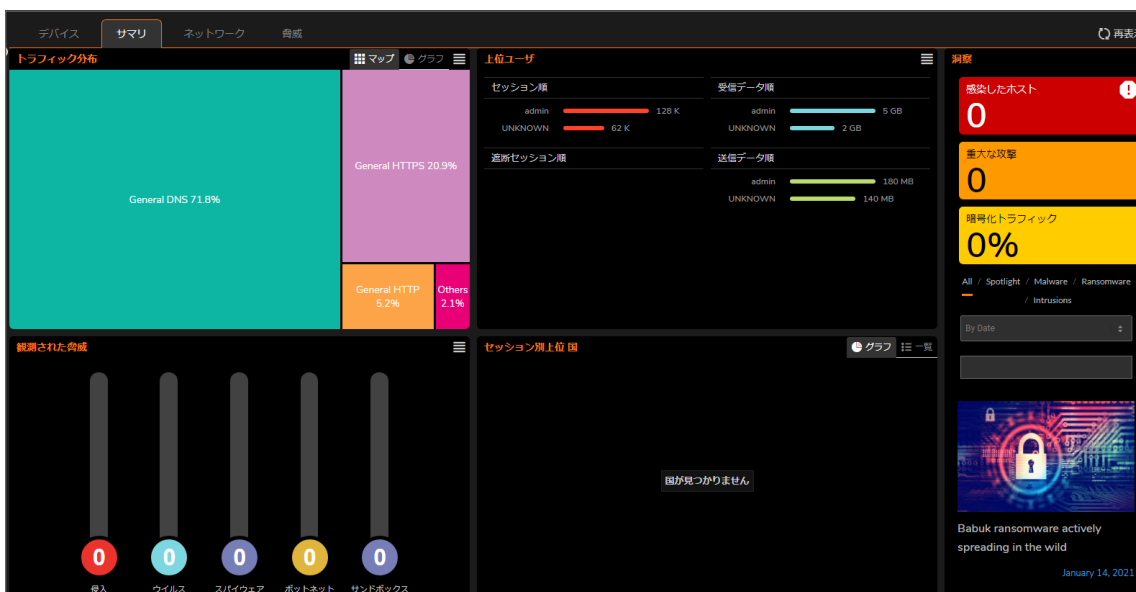 デバイス サマリ ネットワーク 脅威
トラフィック分布 マップ グラフ
General DNS 71.8%
General HTTPS 20.9%
General HTTP
5.2%
Others
2.1%
上位ユーザ
セッション順
admin 128 K
UNKNOWN 62 K
受信データ順
admin 5 GB
UNKNOWN 2 GB
遮断セッション順
送信データ順
admin 180 MB
UNKNOWN 140 MB
観測された脅威
0 0 0 0 0
侵入 ウイルス スパイウェア ボットネット サンドボックス
セッション別上位 国 グラフ 一覧
国が見つかりません
再表示
洞察
感染したホスト
0
重大な攻撃
0
暗号化トラフィック
0%
All / Spotlight / Malware / Ransomware
/ Intrusions
By Date
Babuk ransomware actively
spreading in the wild
January 14, 2021